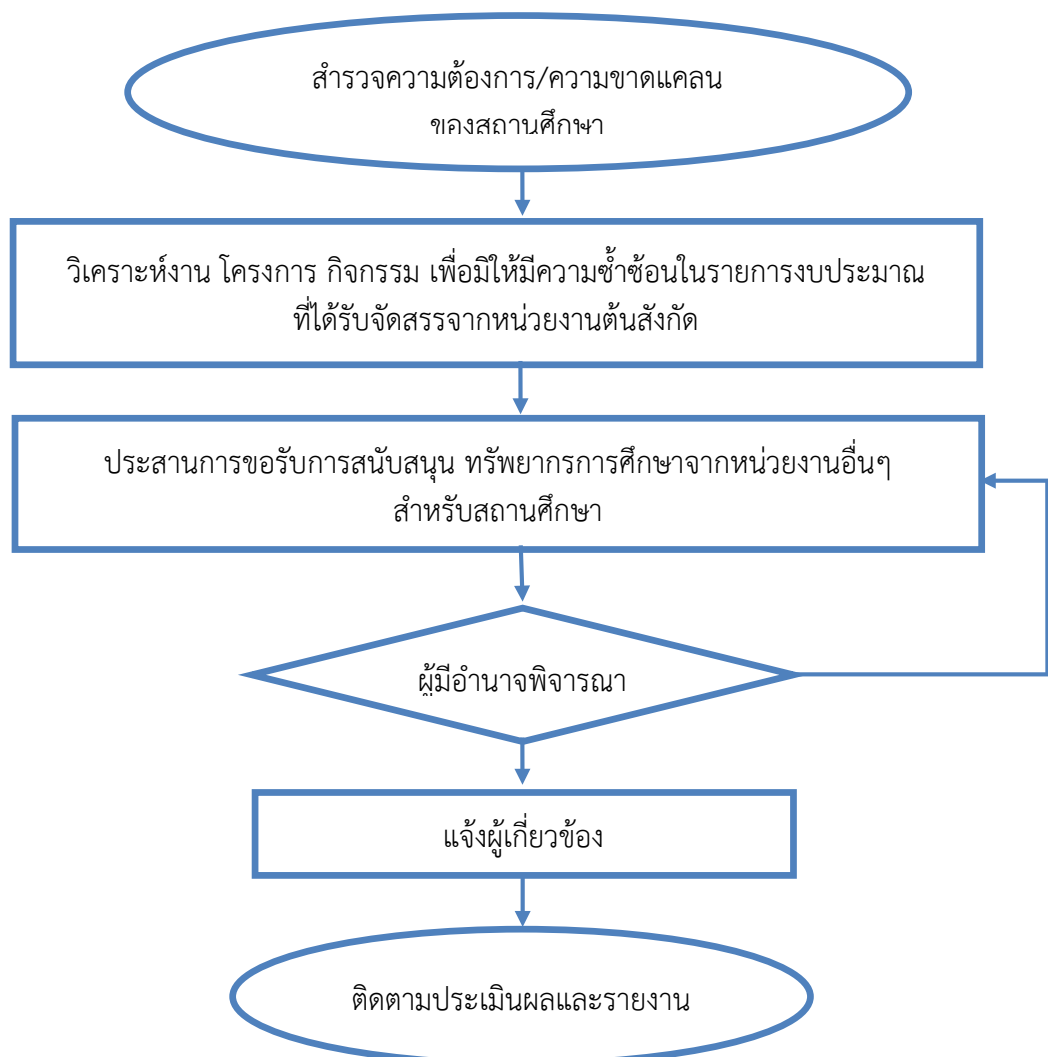 สำรวจความต้องการ/ความขาดแคลน
ของสถานศึกษา
วิเคราะห์งาน โครงการ กิจกรรม เพื่อมิให้มีความซ้ำซ้อนในรายการงบประมาณ
ที่ได้รับจัดสรรจากหน่วยงานต้นสังกัด
ประสานการขอรับการสนับสนุน ทรัพยากรการศึกษาจากหน่วยงานอื่นๆ
สำหรับสถานศึกษา
ผู้มีอำนาจพิจารณา
แจ้งผู้เกี่ยวข้อง
ติดตามประเมินผลและรายงาน